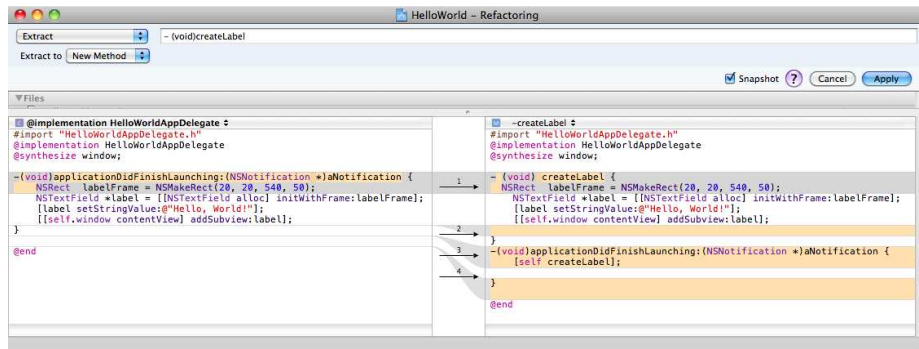 HelloWorld – Refactoring
Extract
- (void)createLabel
Extract to New Method
Snapshot ? Cancel Apply
Files
@implementation HelloWorldAppDelegate
#import "HelloWorldAppDelegate.h"
@implementation HelloWorldAppDelegate
@synthesize window;
-(void)applicationDidFinishLaunching:(NSNotification *)aNotification {
NSRect labelFrame = NSMakeRect(20, 20, 540, 50);
NSTextField *label = [[NSTextField alloc] initWithFrame:labelFrame];
[label setStringValue:@"Hello, World!"];
[[self.window contentView] addSubview:label];
}
@end
1
2
3
4
-createLabel
#import "HelloWorldAppDelegate.h"
@implementation HelloWorldAppDelegate
@synthesize window;
- (void) createLabel {
NSRect labelFrame = NSMakeRect(20, 20, 540, 50);
NSTextField *label = [[NSTextField alloc] initWithFrame:labelFrame];
[label setStringValue:@"Hello, World!"];
[[self.window contentView] addSubview:label];
}
-(void)applicationDidFinishLaunching:(NSNotification *)aNotification {
[self createLabel];
}
@end